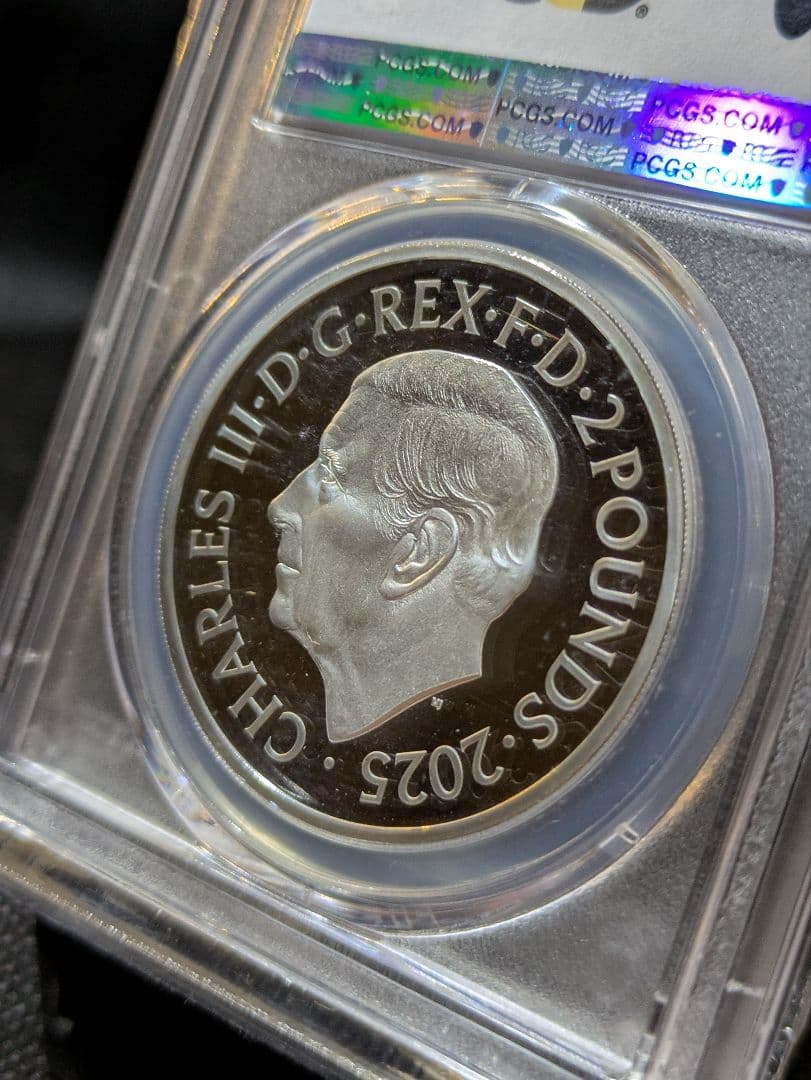 ®
PCGS.COM
PCGS.COM PCGS.COM PCGS.COM
PCGS.COM
CHARLES III·D·G·REX·F·D·2 POUNDS·2025·
M